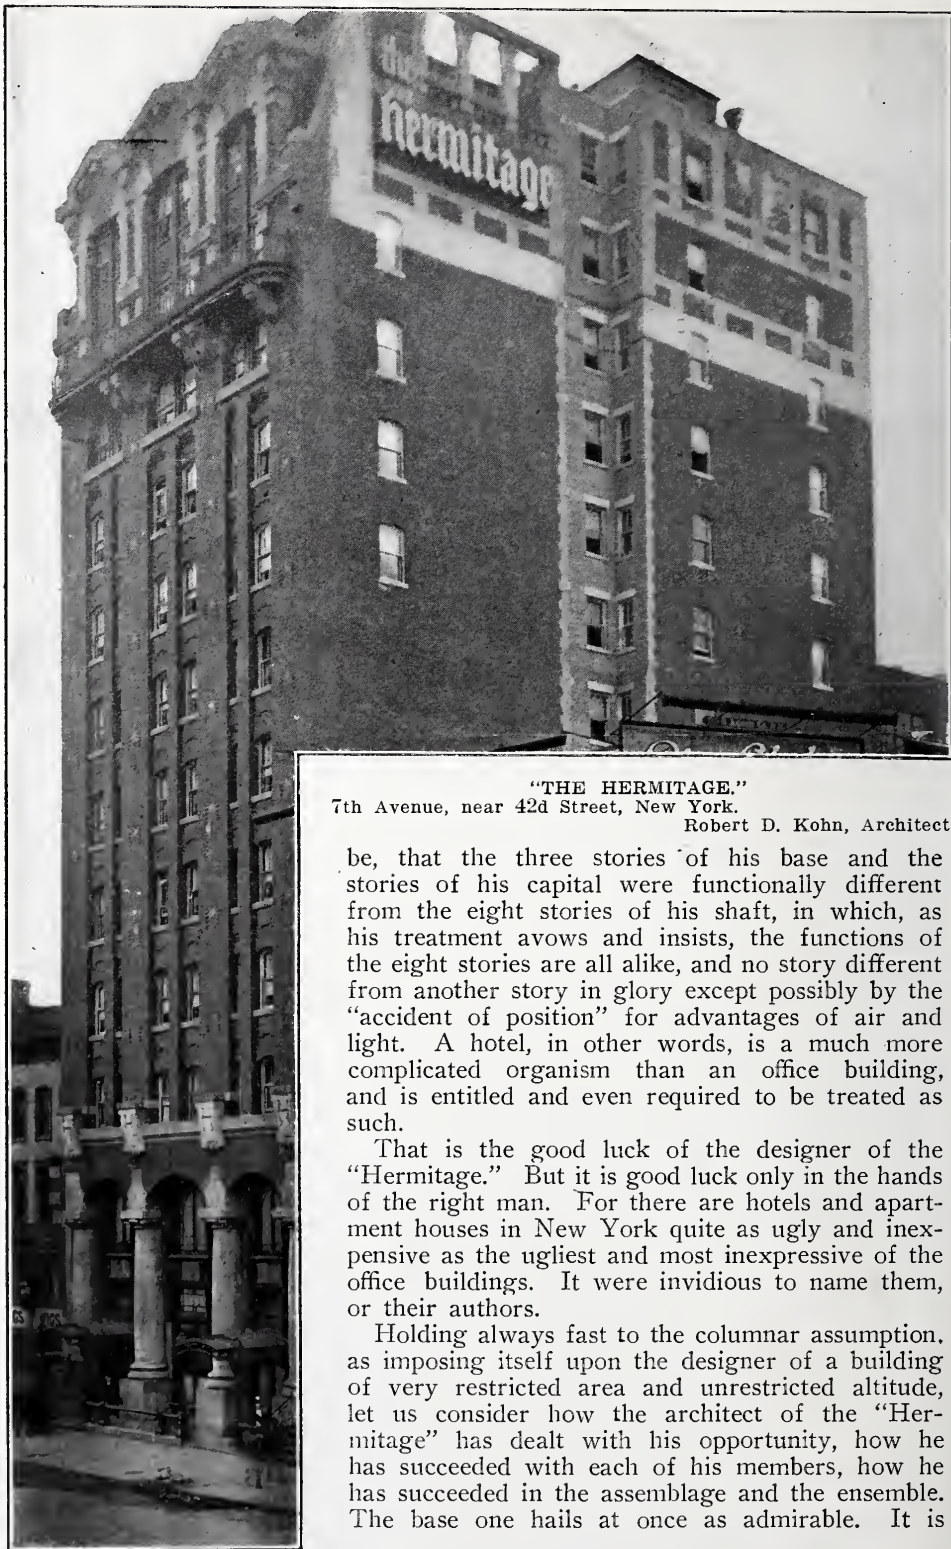 the
Hermitage
"THE HERMITAGE."
7th Avenue, near 42d Street, New York.
Robert D. Kohn, Architect
be, that the three stories of his base and the
stories of his capital were functionally different
from the eight stories of his shaft, in which, as
his treatment avows and insists, the functions of
the eight stories are all alike, and no story different
from another story in glory except possibly by the
"accident of position" for advantages of air and
light. A hotel, in other words, is a much more
complicated organism than an office building,
and is entitled and even required to be treated as
such.
That is the good luck of the designer of the
"Hermitage." But it is good luck only in the hands
of the right man. For there are hotels and apart-
ment houses in New York quite as ugly and inex-
pensive as the ugliest and most inexpressive of the
office buildings. It were invidious to name them,
or their authors.
Holding always fast to the columnar assumption,
as imposing itself upon the designer of a building
of very restricted area and unrestricted altitude,
let us consider how the architect of the "Her-
mitage" has dealt with his opportunity, how he
has succeeded with each of his members, how he
has succeeded in the assemblage and the ensemble.
The base one hails at once as admirable. It is